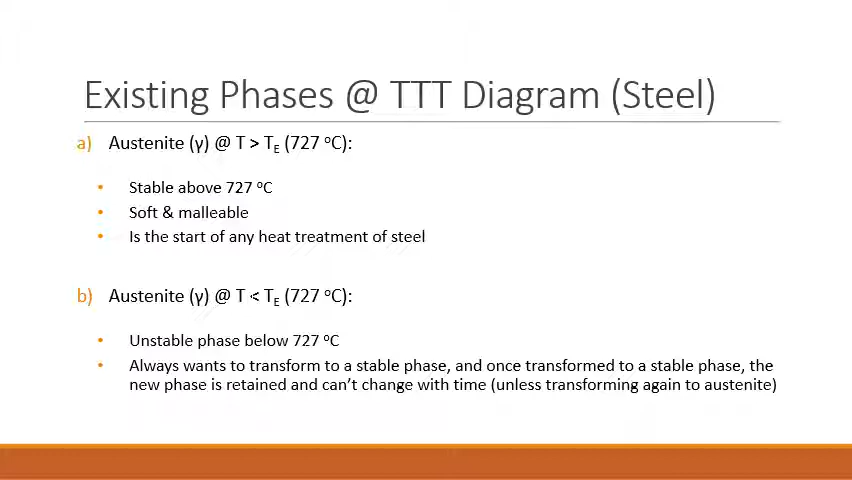 Existing Phases @ TTT Diagram (Steel)
a) Austenite (γ) @ T > TE (727 ºC):
• Stable above 727 ºC
• Soft & malleable
• Is the start of any heat treatment of steel
b) Austenite (γ) @ T < TE (727 ºC):
• Unstable phase below 727 ºC
• Always wants to transform to a stable phase, and once transformed to a stable phase, the
new phase is retained and can’t change with time (unless transforming again to austenite)